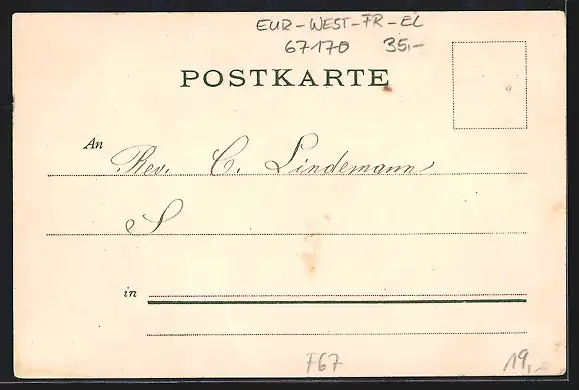 EUR-WEST-FR-EL
67170 35,-
POSTKARTE
An Rev. C. Lindemann
S
in
F67 19,-